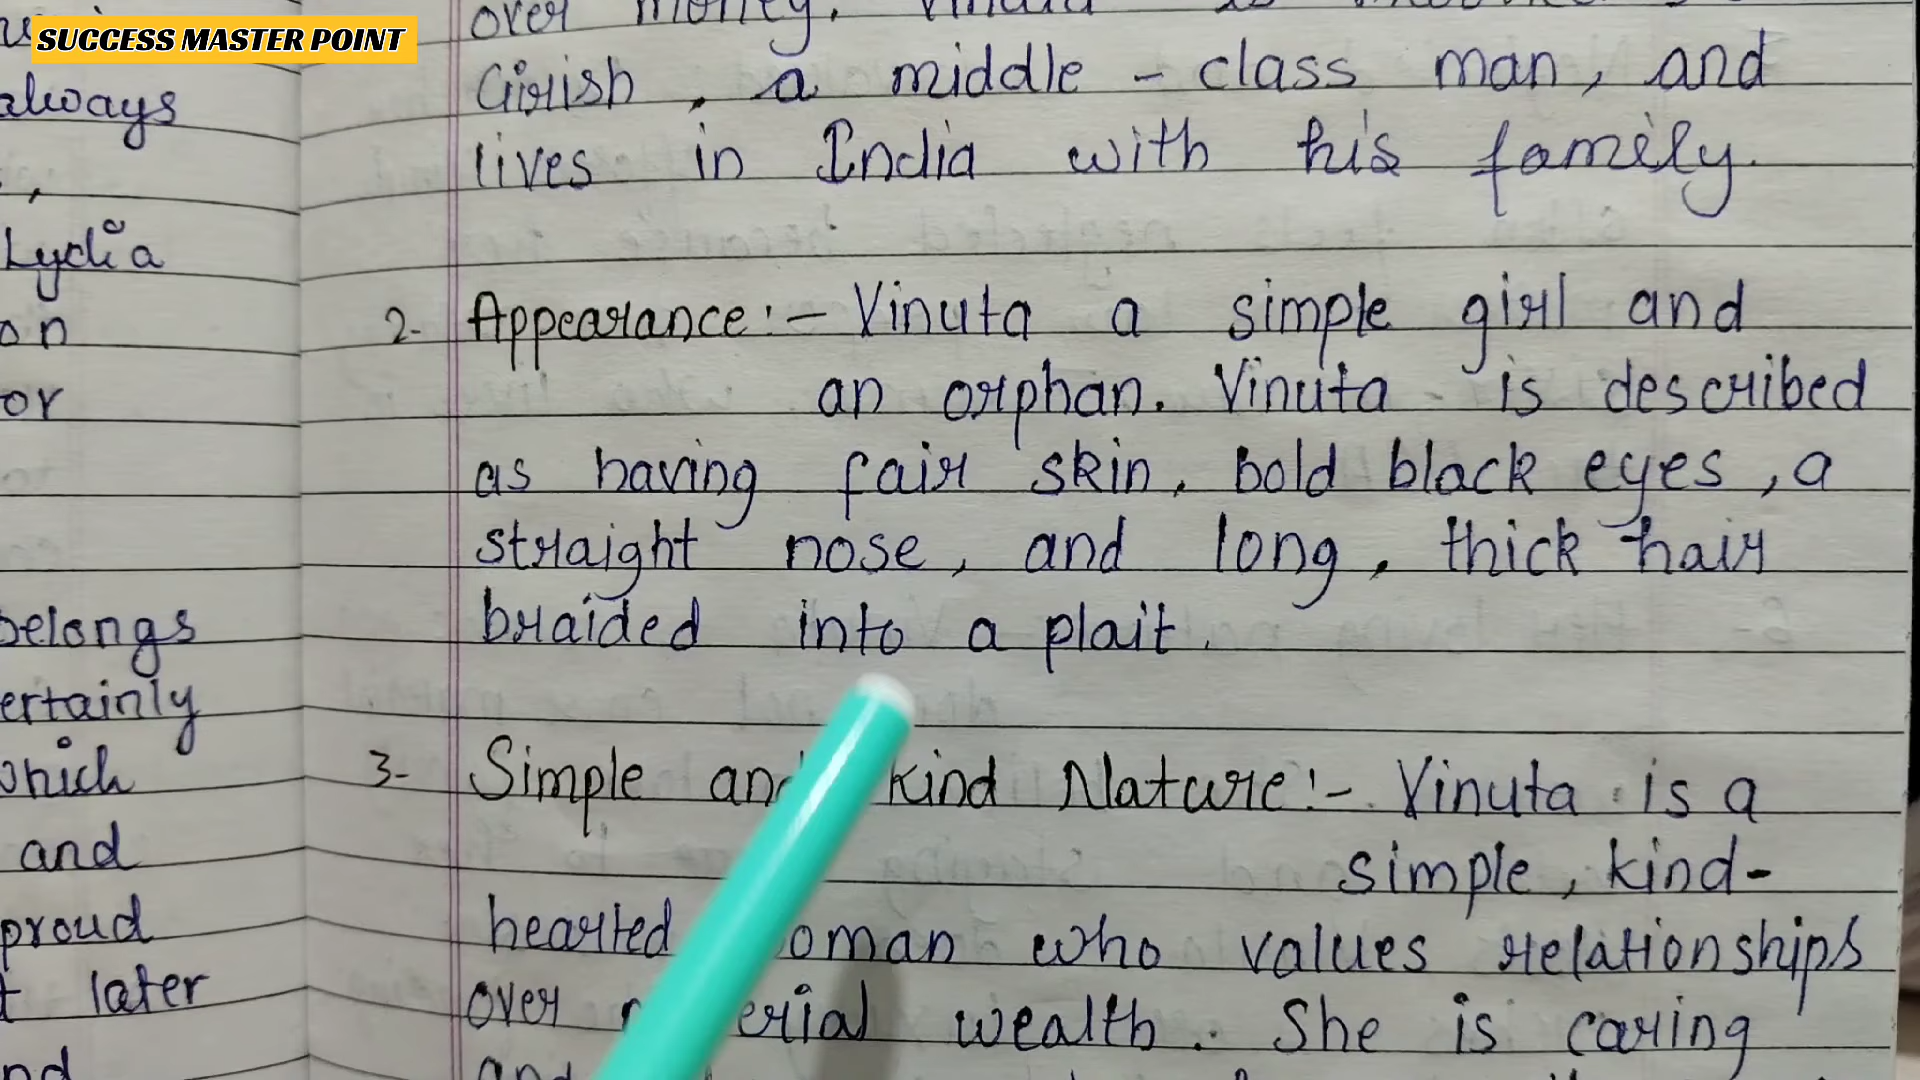 SUCCESS MASTER POINT
always
,
Lydia
on
or
belongs
ertainly
which
and
proud
t later
nd
over money.
Girish, a middle - class man, and
lives in India with his family.
2- Appearance:- Vinuta a simple girl and
an orphan. Vinuta is described
as having fair skin, bold black eyes, a
straight nose, and long, thick hair
braided into a plait.
3- Simple and kind Nature:- Vinuta is a
simple, kind-
hearted woman who values relationships
over erial wealth. She is caring
and